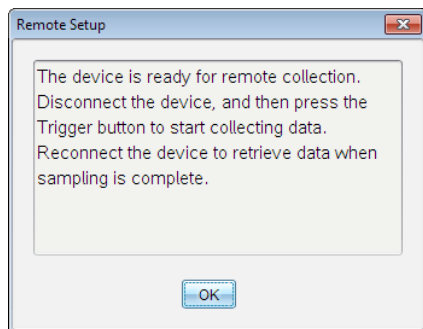 Remote Setup
The device is ready for remote collection.
Disconnect the device, and then press the
Trigger button to start collecting data.
Reconnect the device to retrieve data when
sampling is complete.
OK